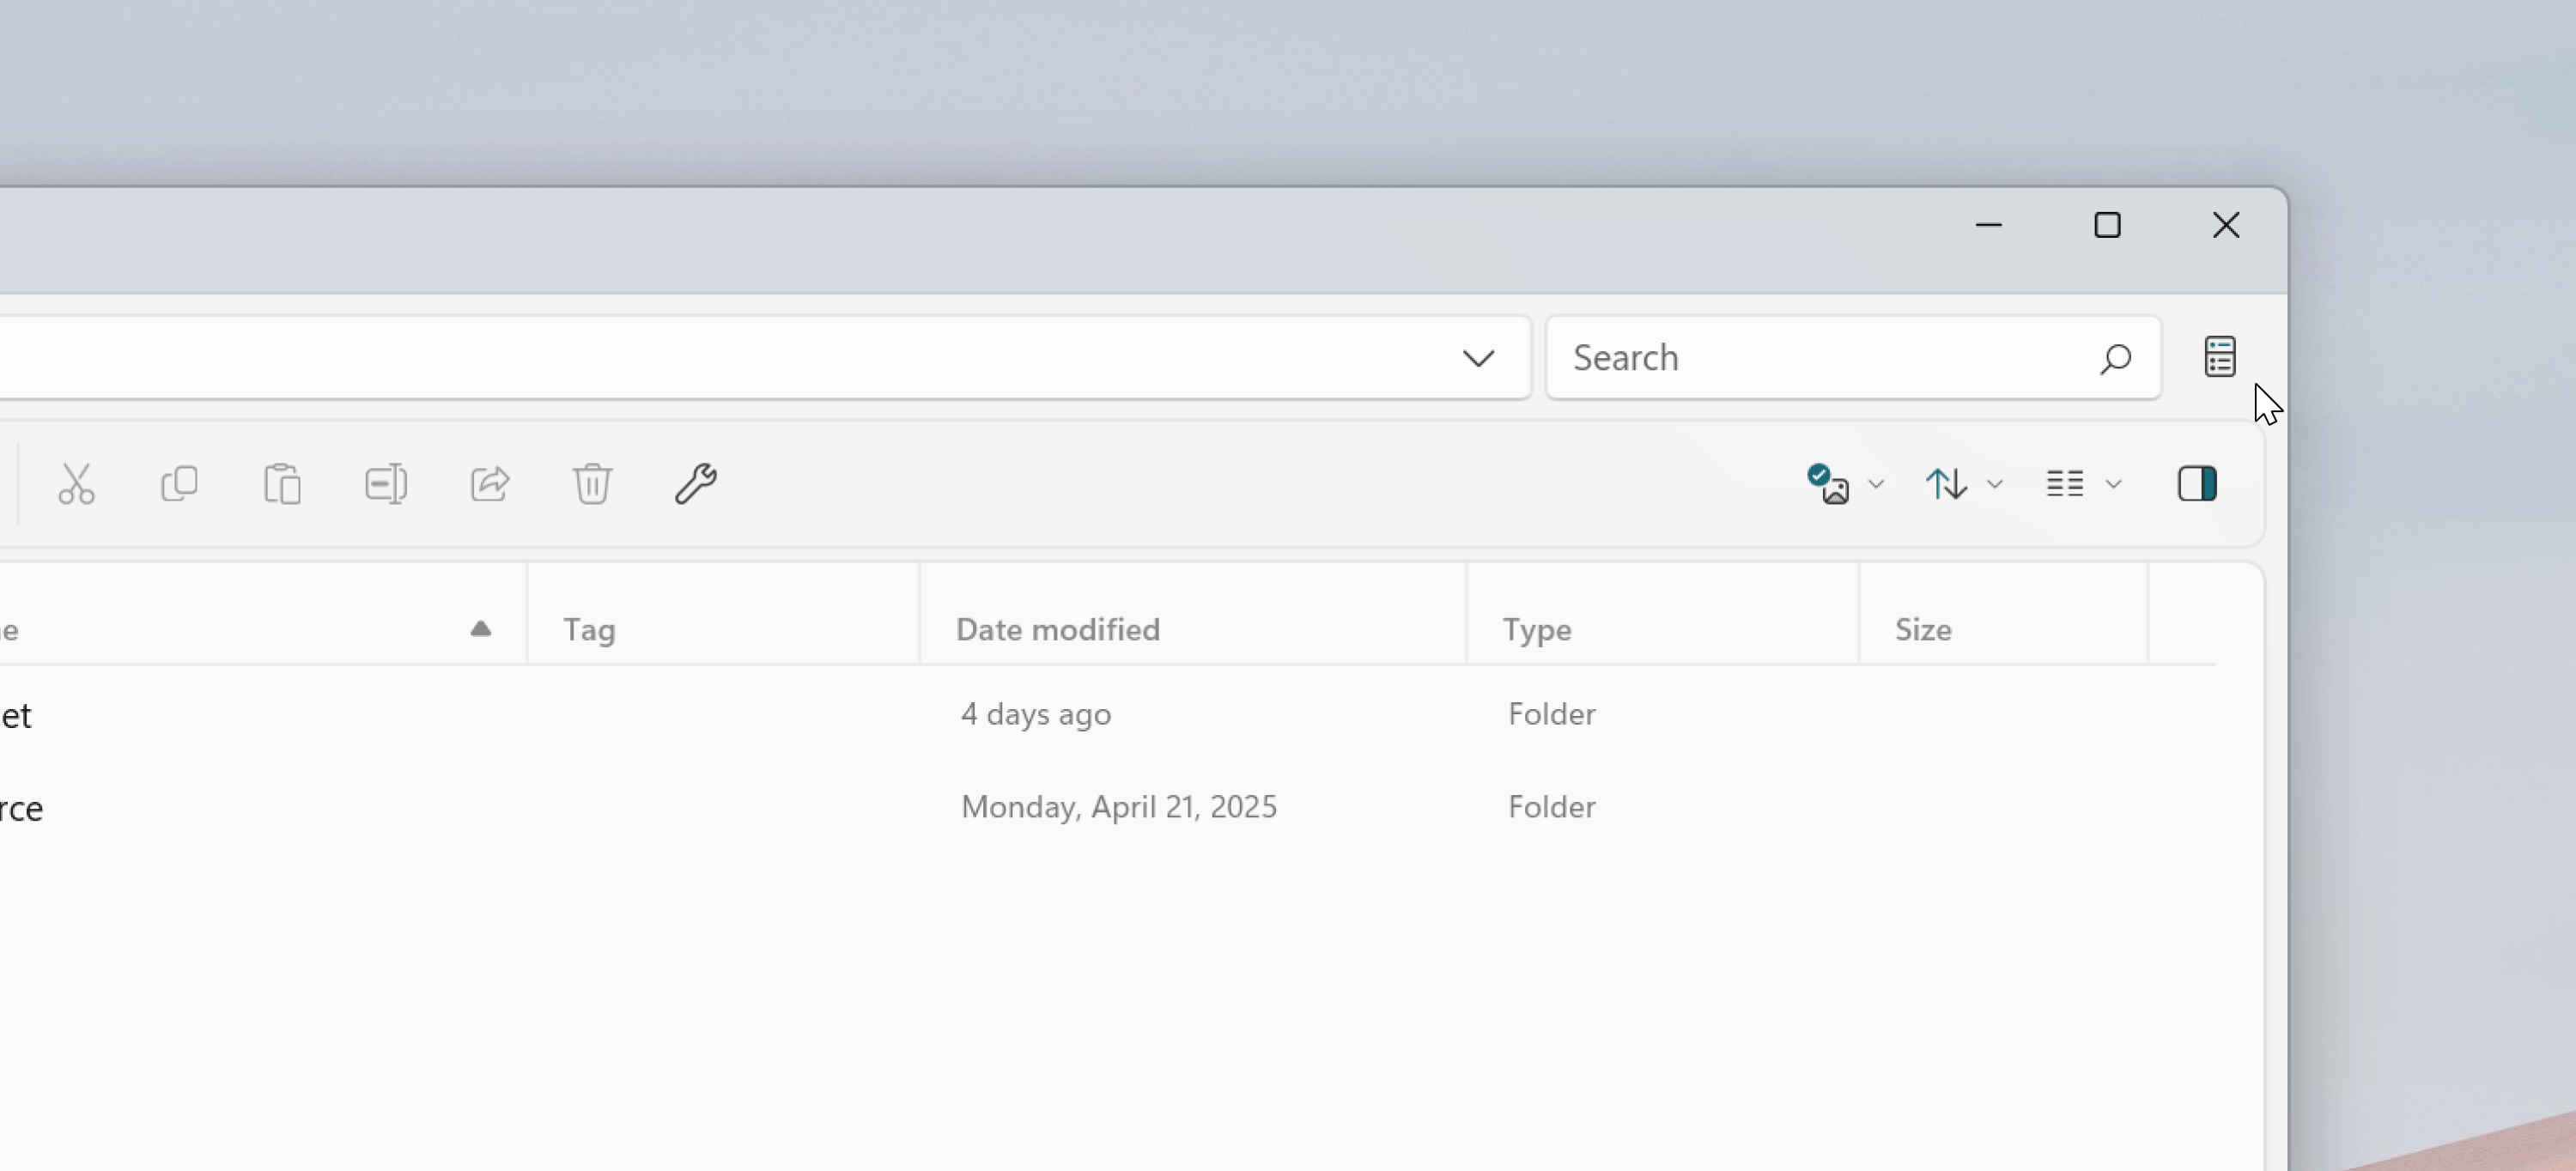 Search
e
Tag
Date modified
Type
Size
et
4 days ago
Folder
rce
Monday, April 21, 2025
Folder